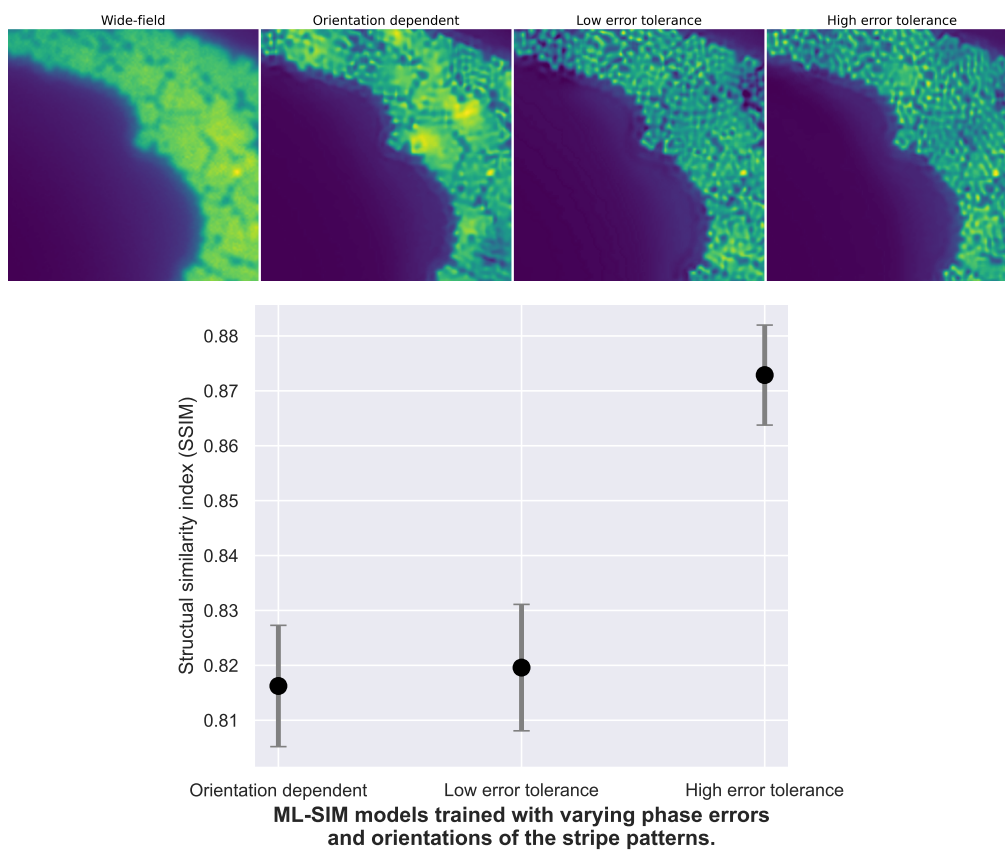 Wide-field
Orientation dependent
Low error tolerance
High error tolerance
0.88
0.87
0.86
0.85
0.84
0.83
0.82
0.81
Structual similarity index (SSIM)
Orientation dependent
Low error tolerance
High error tolerance
ML-SIM models trained with varying phase errors
and orientations of the stripe patterns.